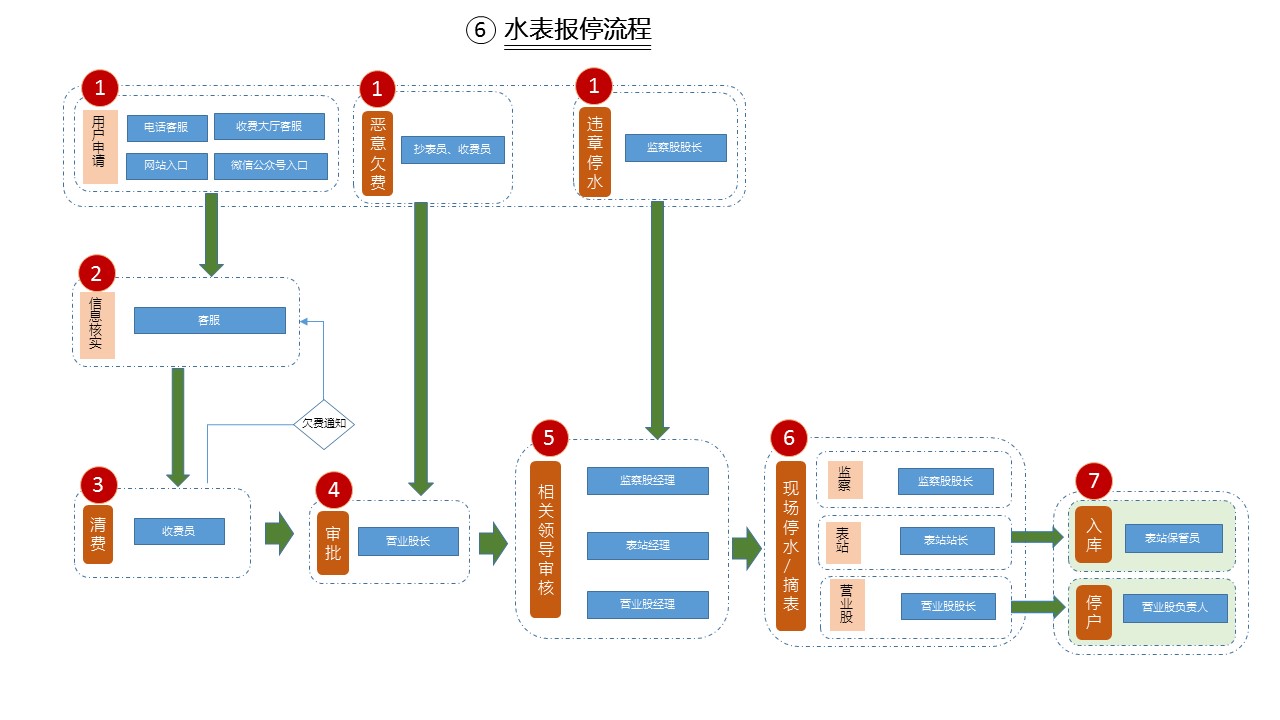 ⑥ 水表报停流程
1
用户申请
电话客服
收费大厅客服
网站入口
微信公众号入口
1
恶意欠费
抄表员、收费员
1
违章停水
监察股股长
2
信息核实
客服
欠费通知
3
清费
收费员
4
审批
营业股长
5
相关领导审核
监察股经理
表站经理
营业股经理
6
现场停水/摘表
监察
监察股股长
表站
表站站长
营业股
营业股股长
7
入库
表站保管员
停户
营业股负责人